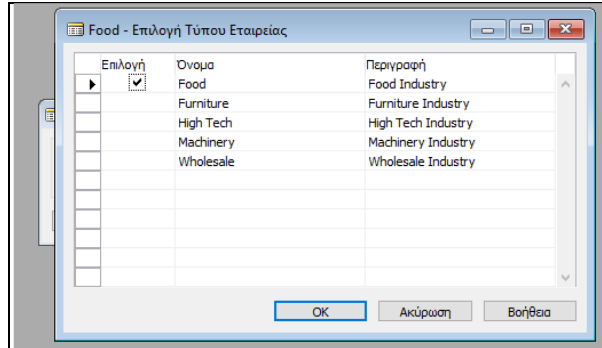 Food - Επιλογή Τύπου Εταιρείας
Επιλογή Όνομα Περιγραφή
Food Food Industry
Furniture Furniture Industry
High Tech High Tech Industry
Machinery Machinery Industry
Wholesale Wholesale Industry
OK Ακύρωση Βοήθεια